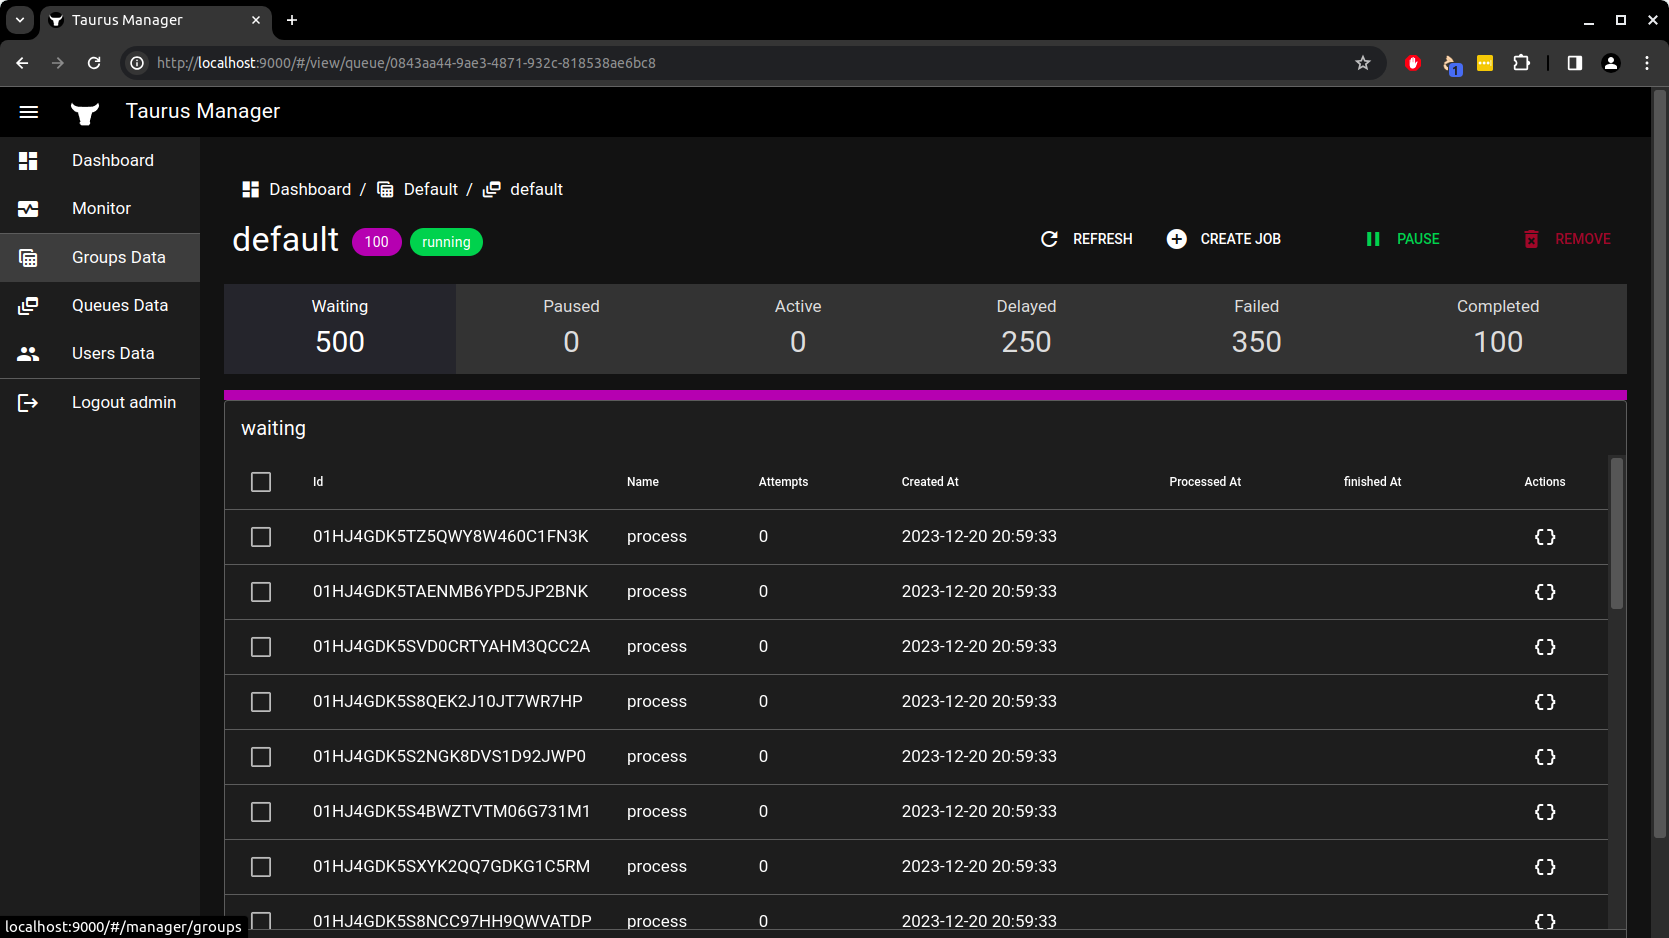 Taurus Manager
http://localhost:9000/#/view/queue/0843aa44-9ae3-4871-932c-818538ae6bc8
1
Taurus Manager
Dashboard
Monitor
Groups Data
Queues Data
Users Data
Logout admin
Dashboard / Default / default
default 100 running
REFRESH CREATE JOB PAUSE REMOVE
Waiting Paused Active Delayed Failed Completed
500 0 0 250 350 100
waiting
Id Name Attempts Created At Processed At finished At Actions
01HJ4GDK5TZ5QWY8W460C1FN3K process 0 2023-12-20 20:59:33 {}
01HJ4GDK5TAENMB6YPD5JP2BNK process 0 2023-12-20 20:59:33 {}
01HJ4GDK5SVD0CRTYAHM3QCC2A process 0 2023-12-20 20:59:33 {}
01HJ4GDK5S8QEK2J10JT7WR7HP process 0 2023-12-20 20:59:33 {}
01HJ4GDK5S2NGK8DVS1D92JWP0 process 0 2023-12-20 20:59:33 {}
01HJ4GDK5S4BWZTVTM06G731M1 process 0 2023-12-20 20:59:33 {}
01HJ4GDK5SXYK2QQ7GDKG1C5RM process 0 2023-12-20 20:59:33 {}
01HJ4GDK5S8NCC97HH9QWVATDP process 0 2023-12-20 20:59:33 {}
localhost:9000/#/manager/groups